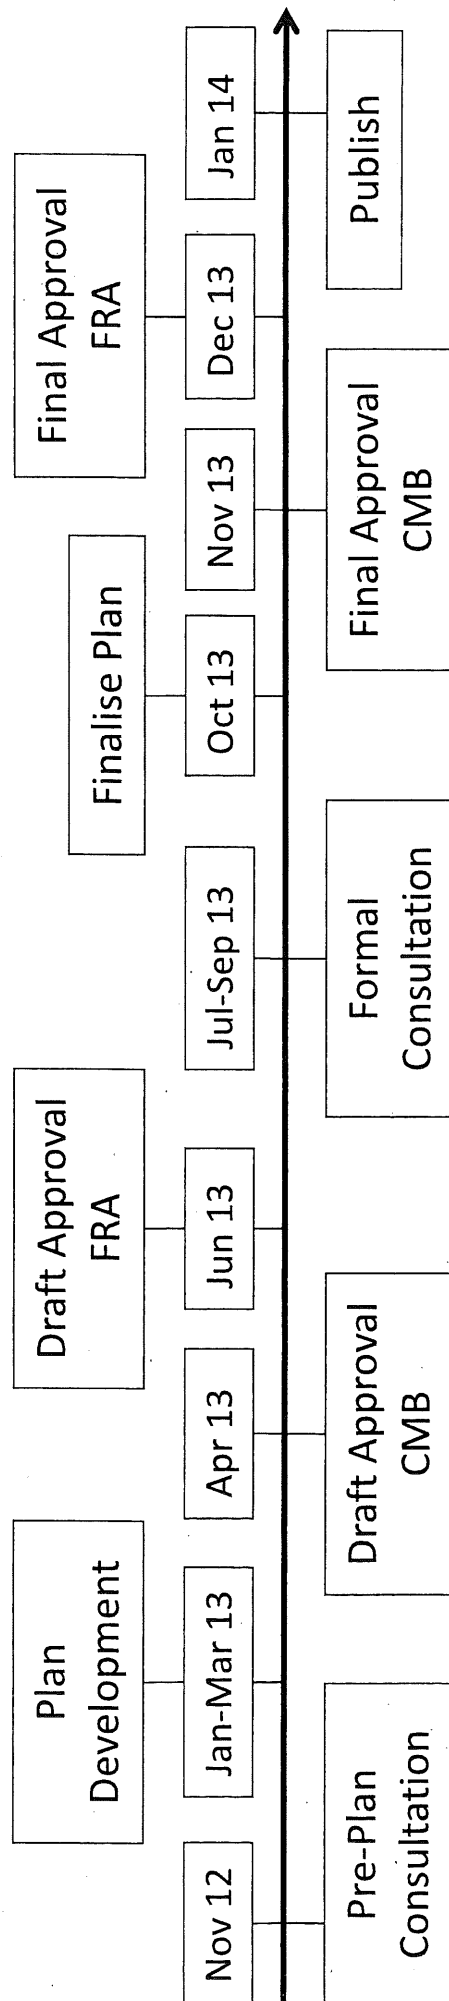 Plan
Development
Draft Approval
FRA
Finalise Plan
Final Approval
FRA
Nov 12
Jan-Mar 13
Apr 13
Jun 13
Jul-Sep 13
Oct 13
Nov 13
Dec 13
Jan 14
Pre-Plan
Consultation
Draft Approval
CMB
Formal
Consultation
Final Approval
CMB
Publish